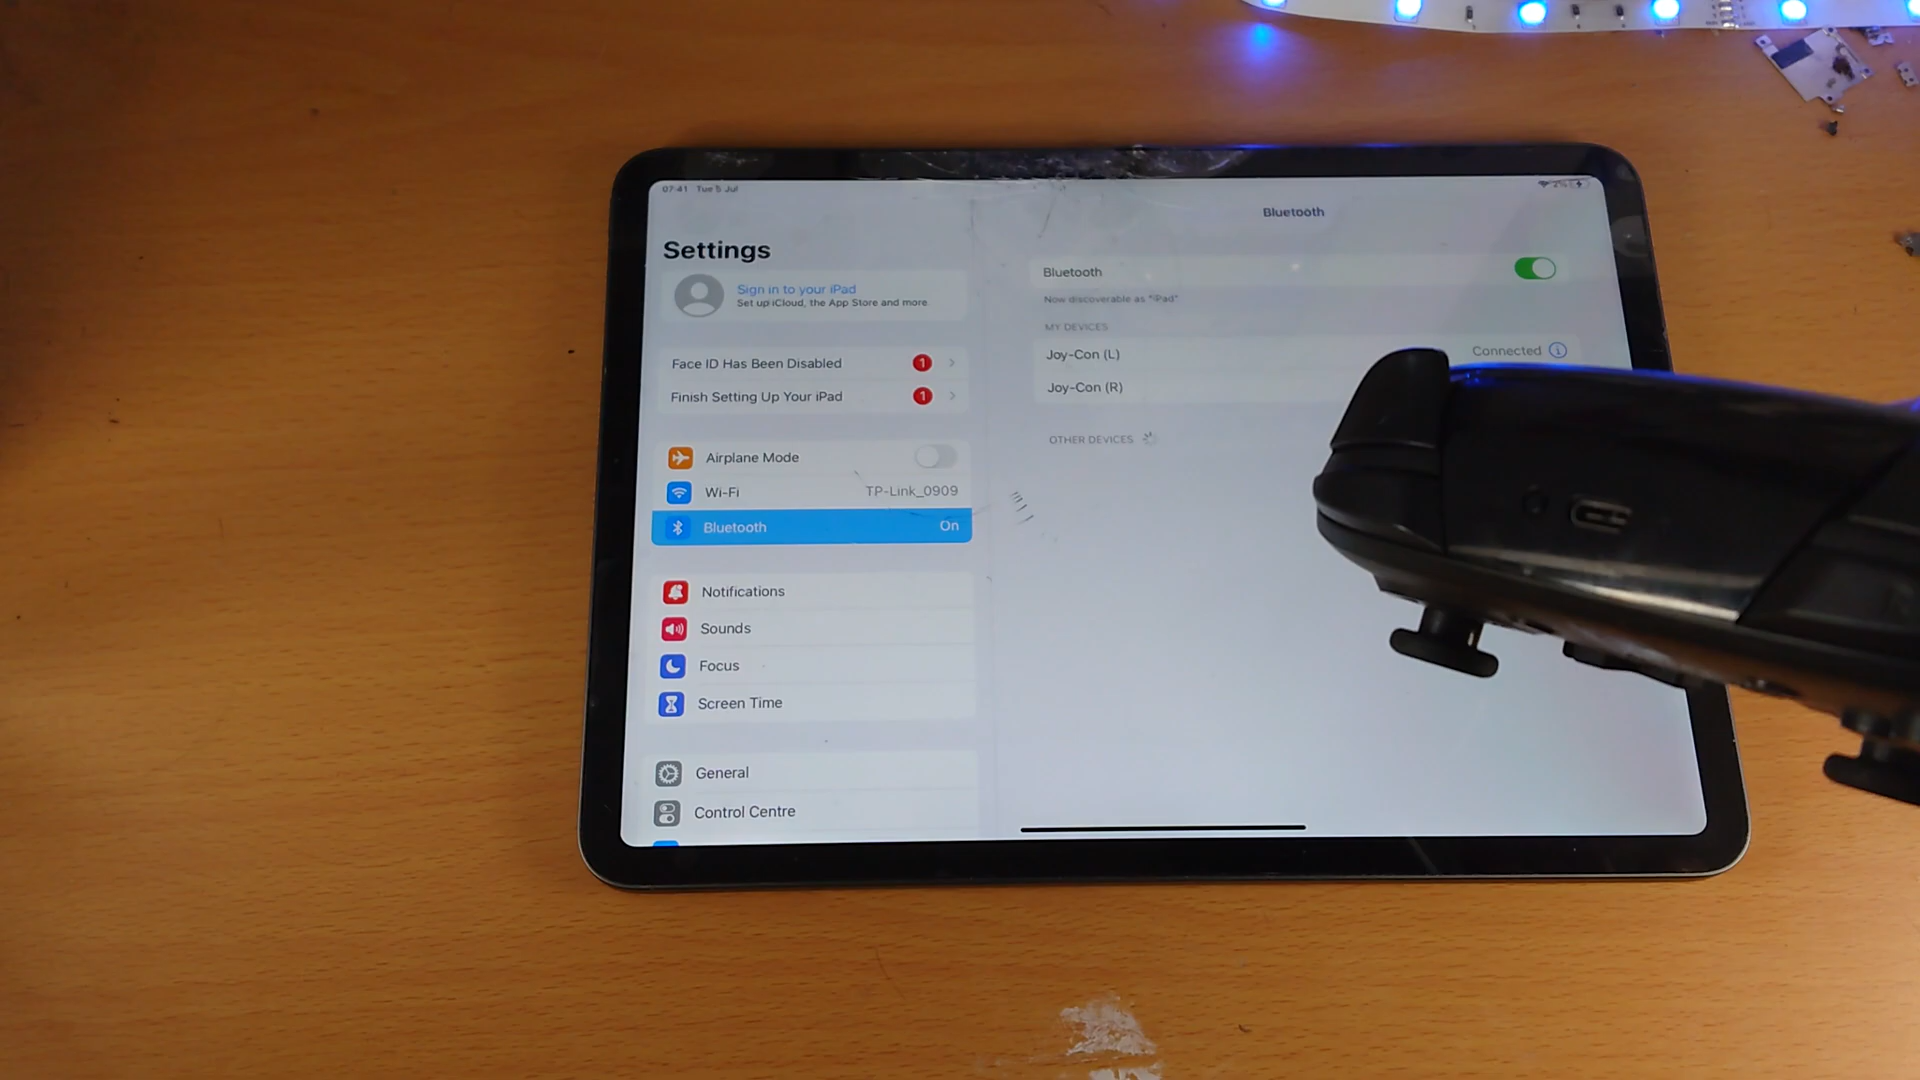 07:41 Tue 5 Jul
Settings
Sign in to your iPad
Set up iCloud, the App Store and more.
Face ID Has Been Disabled 1
Finish Setting Up Your iPad 1
Airplane Mode
Wi-Fi TP-Link_0909
Bluetooth On
Notifications
Sounds
Focus
Screen Time
General
Control Centre
Bluetooth
Bluetooth
Now discoverable as "iPad"
MY DEVICES
Joy-Con (L) Connected
Joy-Con (R)
OTHER DEVICES